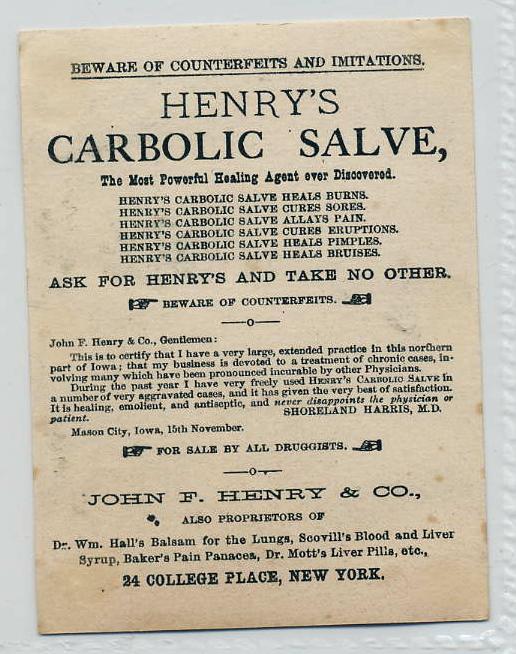 BEWARE OF COUNTERFEITS AND IMITATIONS.
HENRY'S
CARBOLIC SALVE,
The Most Powerful Healing Agent ever Discovered.
HENRY'S CARBOLIC SALVE HEALS BURNS.
HENRY'S CARBOLIC SALVE CURES SORES.
HENRY'S CARBOLIC SALVE ALLAYS PAIN.
HENRY'S CARBOLIC SALVE CURES ERUPTIONS.
HENRY'S CARBOLIC SALVE HEALS PIMPLES.
HENRY'S CARBOLIC SALVE HEALS BRUISES.
ASK FOR HENRY'S AND TAKE NO OTHER.
BEWARE OF COUNTERFEITS.
John F. Henry & Co., Gentlemen:
This is to certify that I have a very large, extended practice in this northern
part of Iowa; that my business is devoted to a treatment of chronic cases, in-
volving many which have been pronounced incurable by other Physicians.
During the past year I have very freely used HENRY'S CARBOLIC SALVE in
a number of very aggravated cases, and it has given the very best of satisfaction.
It is healing, emolient, and antiseptic, and never disappoints the physician or
patient.
SHORELAND HARRIS, M.D.
Mason City, Iowa, 15th November.
FOR SALE BY ALL DRUGGISTS.
JOHN F. HENRY & CO.,
ALSO PROPRIETORS OF
Dr. Wm. Hall's Balsam for the Lungs, Scovill's Blood and Liver
Syrup, Baker's Pain Panacea, Dr. Mott's Liver Pills, etc.,
24 COLLEGE PLACE, NEW YORK.